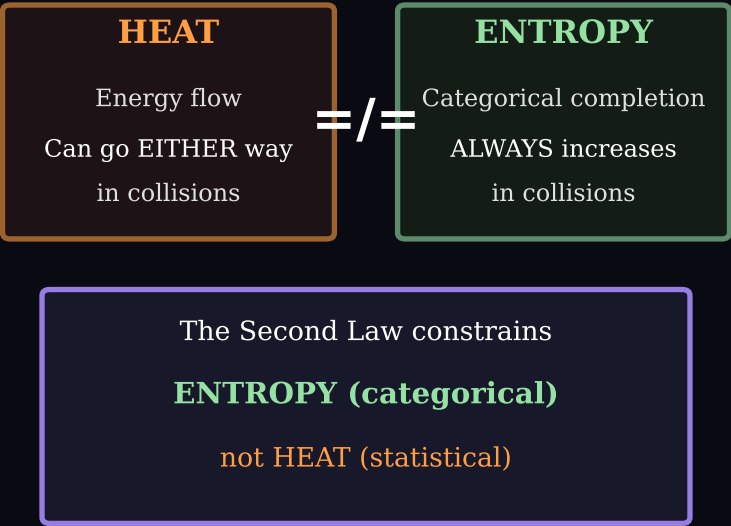 HEAT
Energy flow
Can go EITHER way
in collisions
=/=
ENTROPY
Categorical completion
ALWAYS increases
in collisions
The Second Law constrains
ENTROPY (categorical)
not HEAT (statistical)